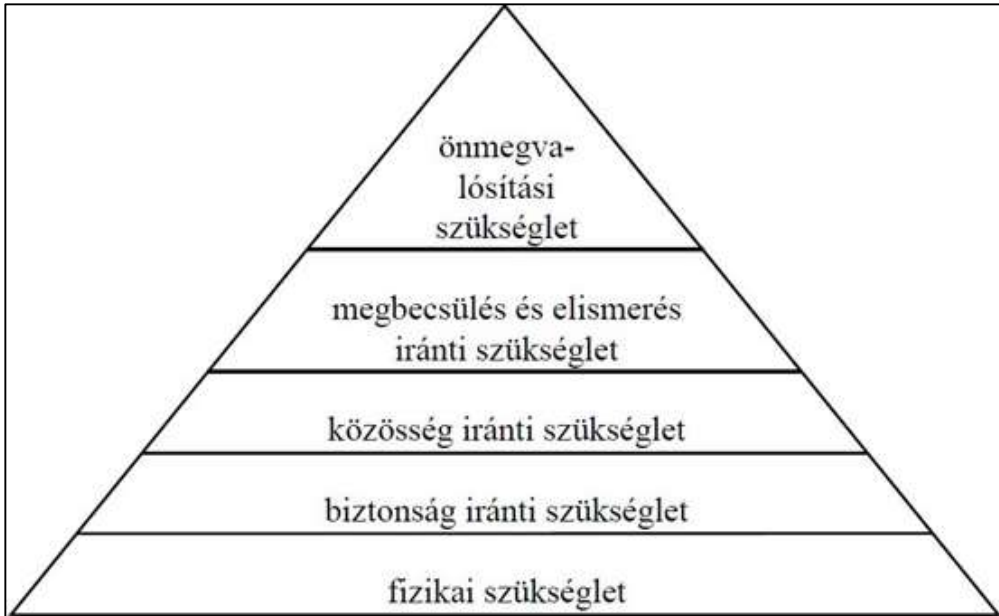 önmegva-
lósítási
szükséglet
megbecsülés és elismerés
iránti szükséglet
közösség iránti szükséglet
biztonság iránti szükséglet
fizikai szükséglet